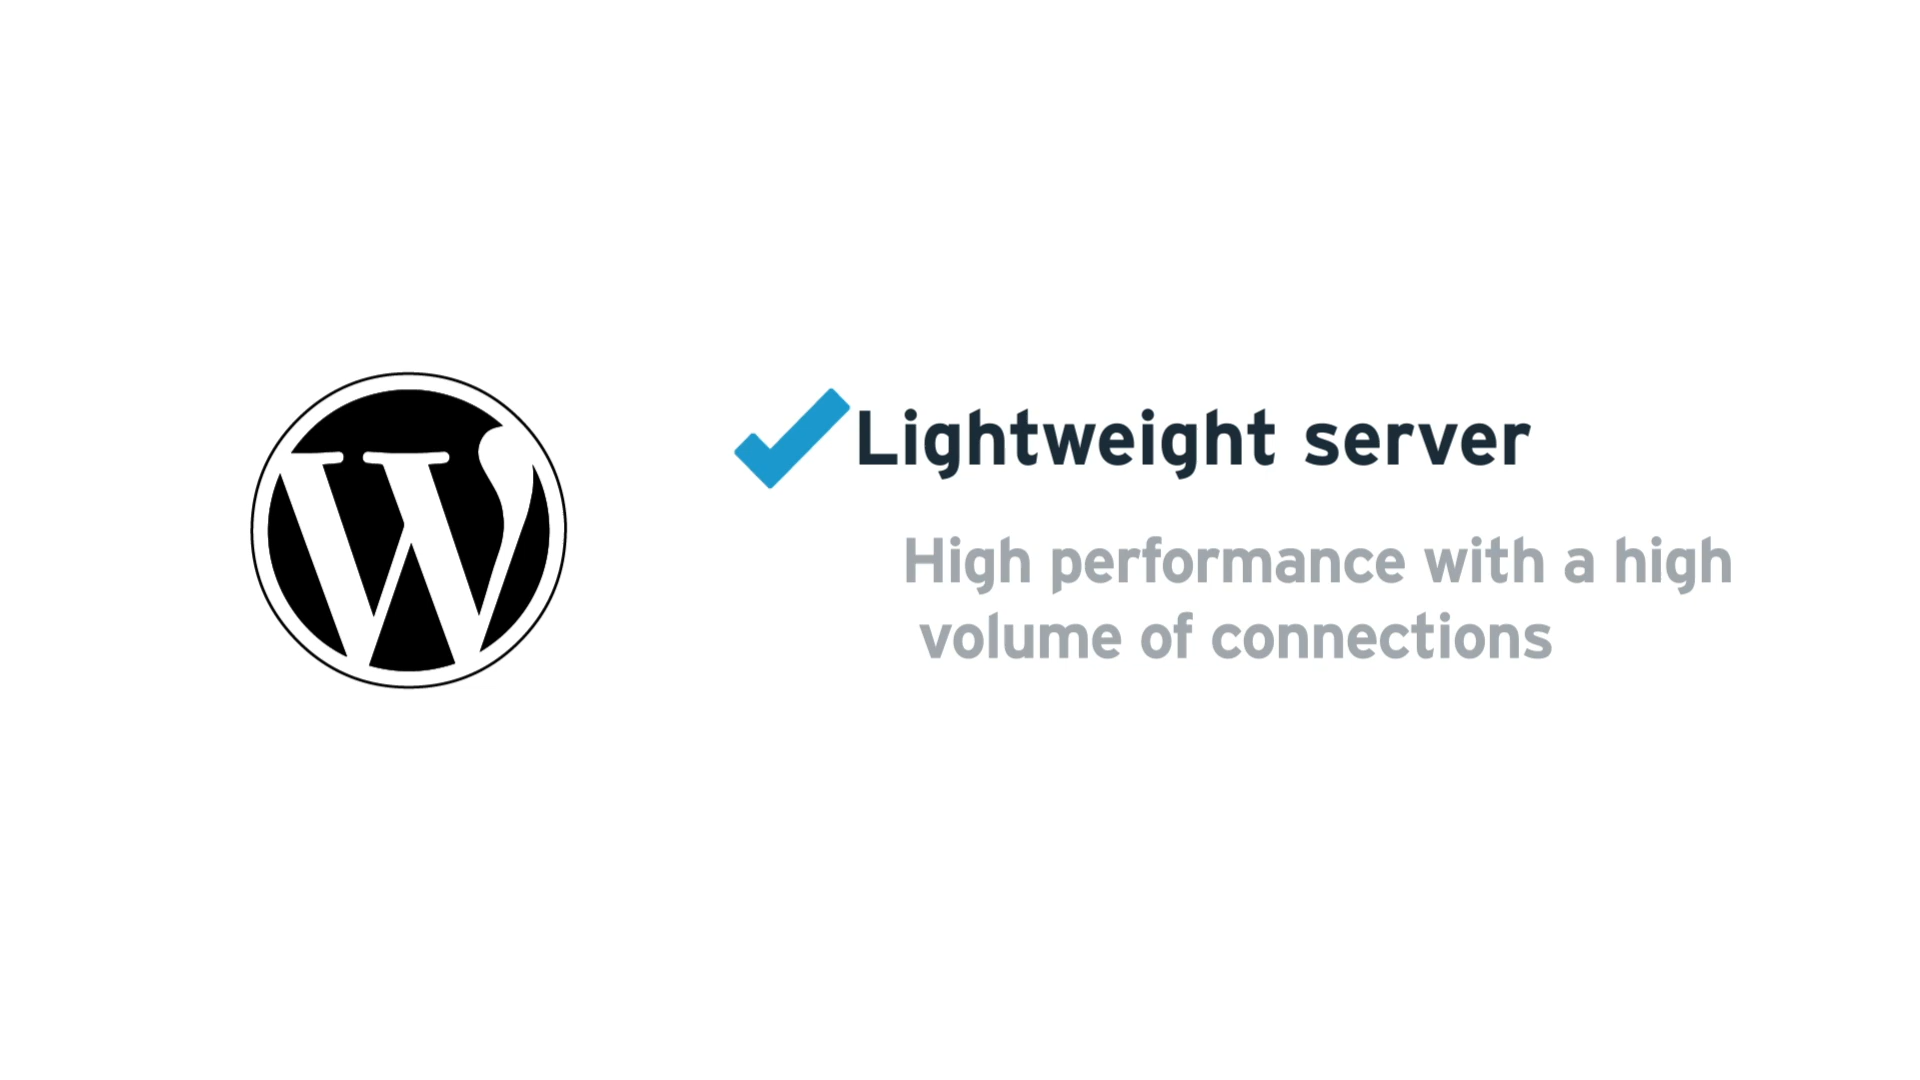 W
Lightweight server
High performance with a high
volume of connections